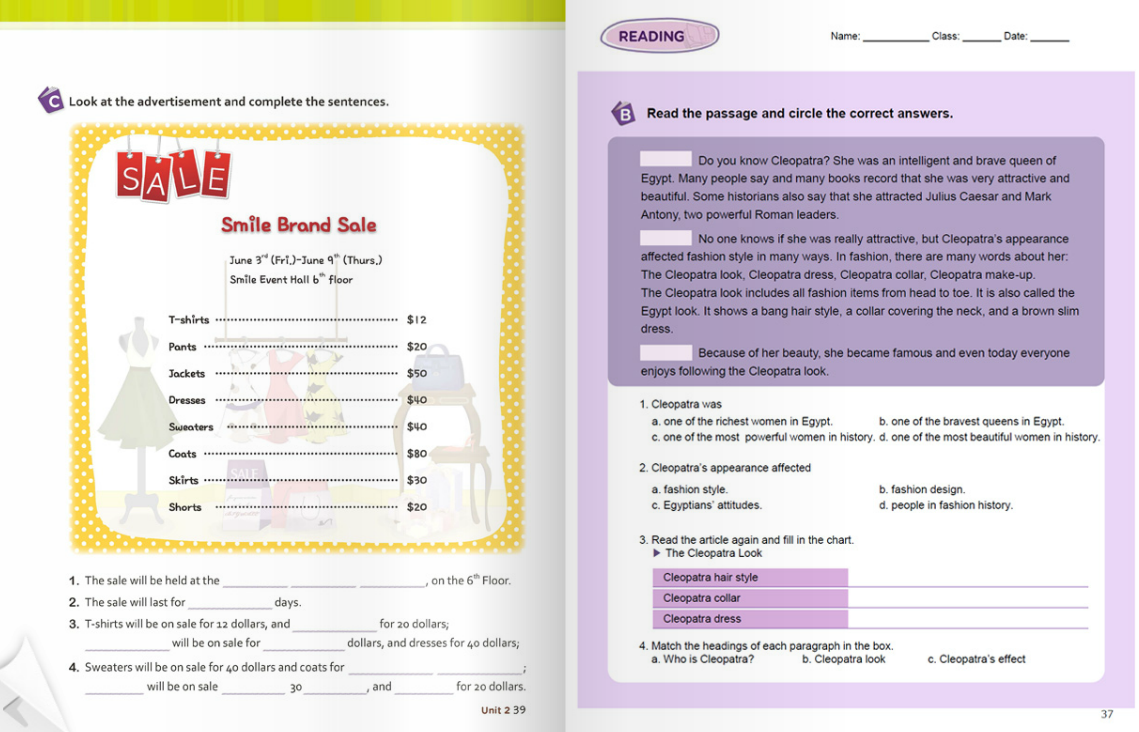 C Look at the advertisement and complete the sentences.
SALE
Smile Brand Sale
June 3rd (Fri.)-June 9th (Thurs.)
Smile Event Hall 6th floor
T-shirts ........................ $12
Pants ........................ $20
Jackets ........................ $50
Dresses ........................ $40
Sweaters ........................ $40
Coats ........................ $80
Skirts ........................ $30
Shorts ........................ $20
SALE
1. The sale will be held at the __________ __________ __________, on the 6th Floor.
2. The sale will last for __________ days.
3. T-shirts will be on sale for 12 dollars, and __________ for 20 dollars;
__________ will be on sale for __________ dollars, and dresses for 40 dollars;
4. Sweaters will be on sale for 40 dollars and coats for __________ __________;
__________ will be on sale __________ 30 __________, and __________ for 20 dollars.
Unit 2 39
READING
Name: __________ Class: ______ Date: ______
B Read the passage and circle the correct answers.
Do you know Cleopatra? She was an intelligent and brave queen of
Egypt. Many people say and many books record that she was very attractive and
beautiful. Some historians also say that she attracted Julius Caesar and Mark
Antony, two powerful Roman leaders.
No one knows if she was really attractive, but Cleopatra's appearance
affected fashion style in many ways. In fashion, there are many words about her:
The Cleopatra look, Cleopatra dress, Cleopatra collar, Cleopatra make-up.
The Cleopatra look includes all fashion items from head to toe. It is also called the
Egypt look. It shows a bang hair style, a collar covering the neck, and a brown slim
dress.
Because of her beauty, she became famous and even today everyone
enjoys following the Cleopatra look.
1. Cleopatra was
a. one of the richest women in Egypt. b. one of the bravest queens in Egypt.
c. one of the most powerful women in history. d. one of the most beautiful women in history.
2. Cleopatra's appearance affected
a. fashion style. b. fashion design.
c. Egyptians' attitudes. d. people in fashion history.
3. Read the article again and fill in the chart.
▶ The Cleopatra Look
Cleopatra hair style
Cleopatra collar
Cleopatra dress
4. Match the headings of each paragraph in the box.
a. Who is Cleopatra? b. Cleopatra look c. Cleopatra's effect
37